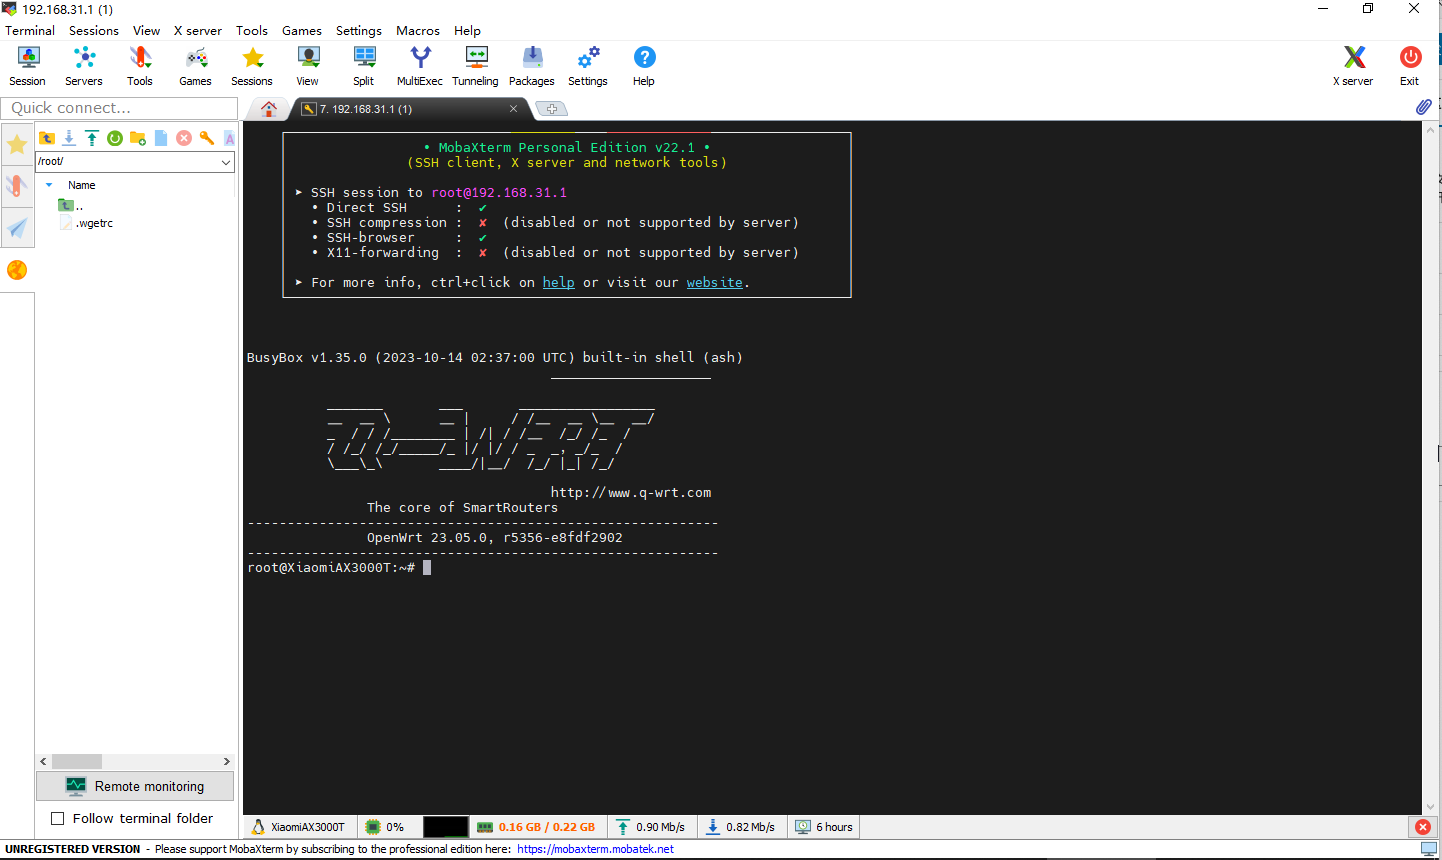 192.168.31.1 (1)
Terminal Sessions View X server Tools Games Settings Macros Help
Session Servers Tools Games Sessions View Split MultiExec Tunneling Packages Settings Help X server Exit
Quick connect...
7. 192.168.31.1 (1)
/root/
Name
..
.wgetrc
• MobaXterm Personal Edition v22.1 •
(SSH client, X server and network tools)
➤ SSH session to root@192.168.31.1
• Direct SSH : ✔
• SSH compression : ✘ (disabled or not supported by server)
• SSH-browser : ✔
• X11-forwarding : ✘ (disabled or not supported by server)
➤ For more info, ctrl+click on help or visit our website.
BusyBox v1.35.0 (2023-10-14 02:37:00 UTC) built-in shell (ash)
http://www.q-wrt.com
The core of SmartRouters
-----------------------------------------------------------
OpenWrt 23.05.0, r5356-e8fdf2902
-----------------------------------------------------------
root@XiaomiAX3000T:~#
Remote monitoring
Follow terminal folder
XiaomiAX3000T 0% 0.16 GB / 0.22 GB 0.90 Mb/s 0.82 Mb/s 6 hours
UNREGISTERED VERSION - Please support MobaXterm by subscribing to the professional edition here: https://mobaxterm.mobatek.net